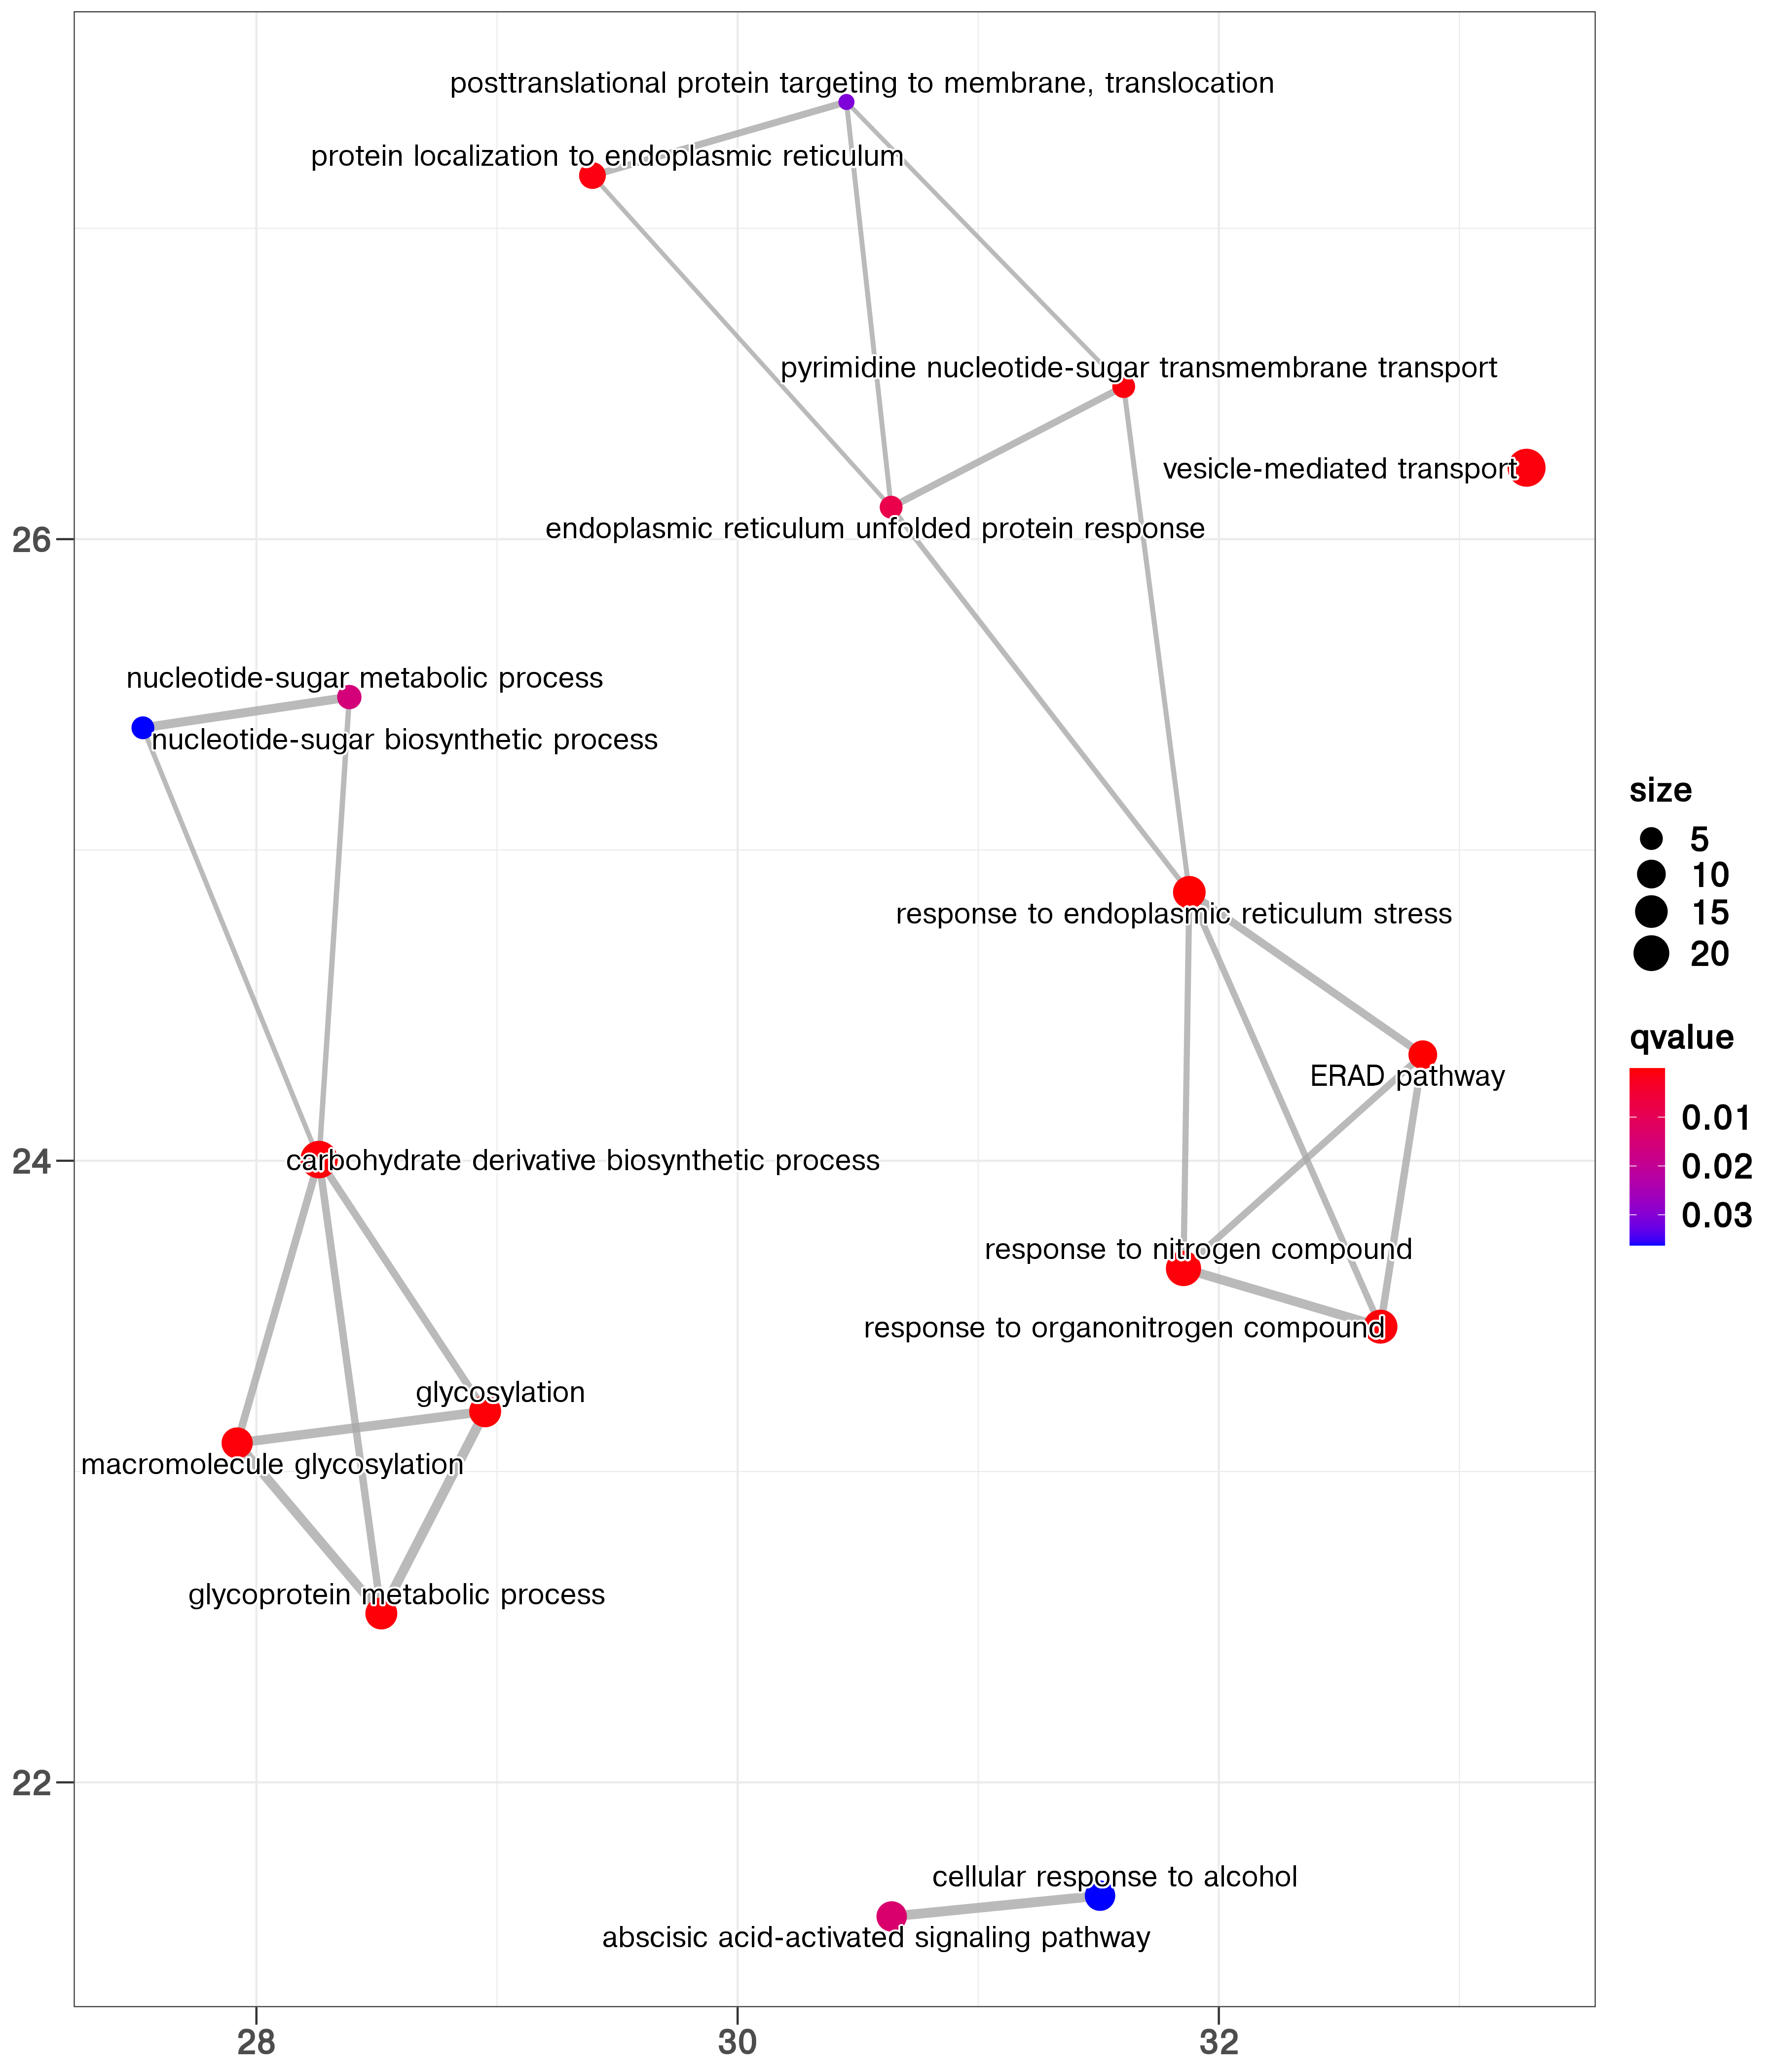 posttranslational protein targeting to membrane, translocation
protein localization to endoplasmic reticulum
pyrimidine nucleotide-sugar transmembrane transport
vesicle-mediated transport
endoplasmic reticulum unfolded protein response
26
nucleotide-sugar metabolic process
nucleotide-sugar biosynthetic process
response to endoplasmic reticulum stress
ERAD pathway
24
carbohydrate derivative biosynthetic process
response to nitrogen compound
response to organonitrogen compound
glycosylation
macromolecule glycosylation
glycoprotein metabolic process
22
cellular response to alcohol
abscisic acid-activated signaling pathway
28 30 32
size
5
10
15
20
qvalue
0.01
0.02
0.03